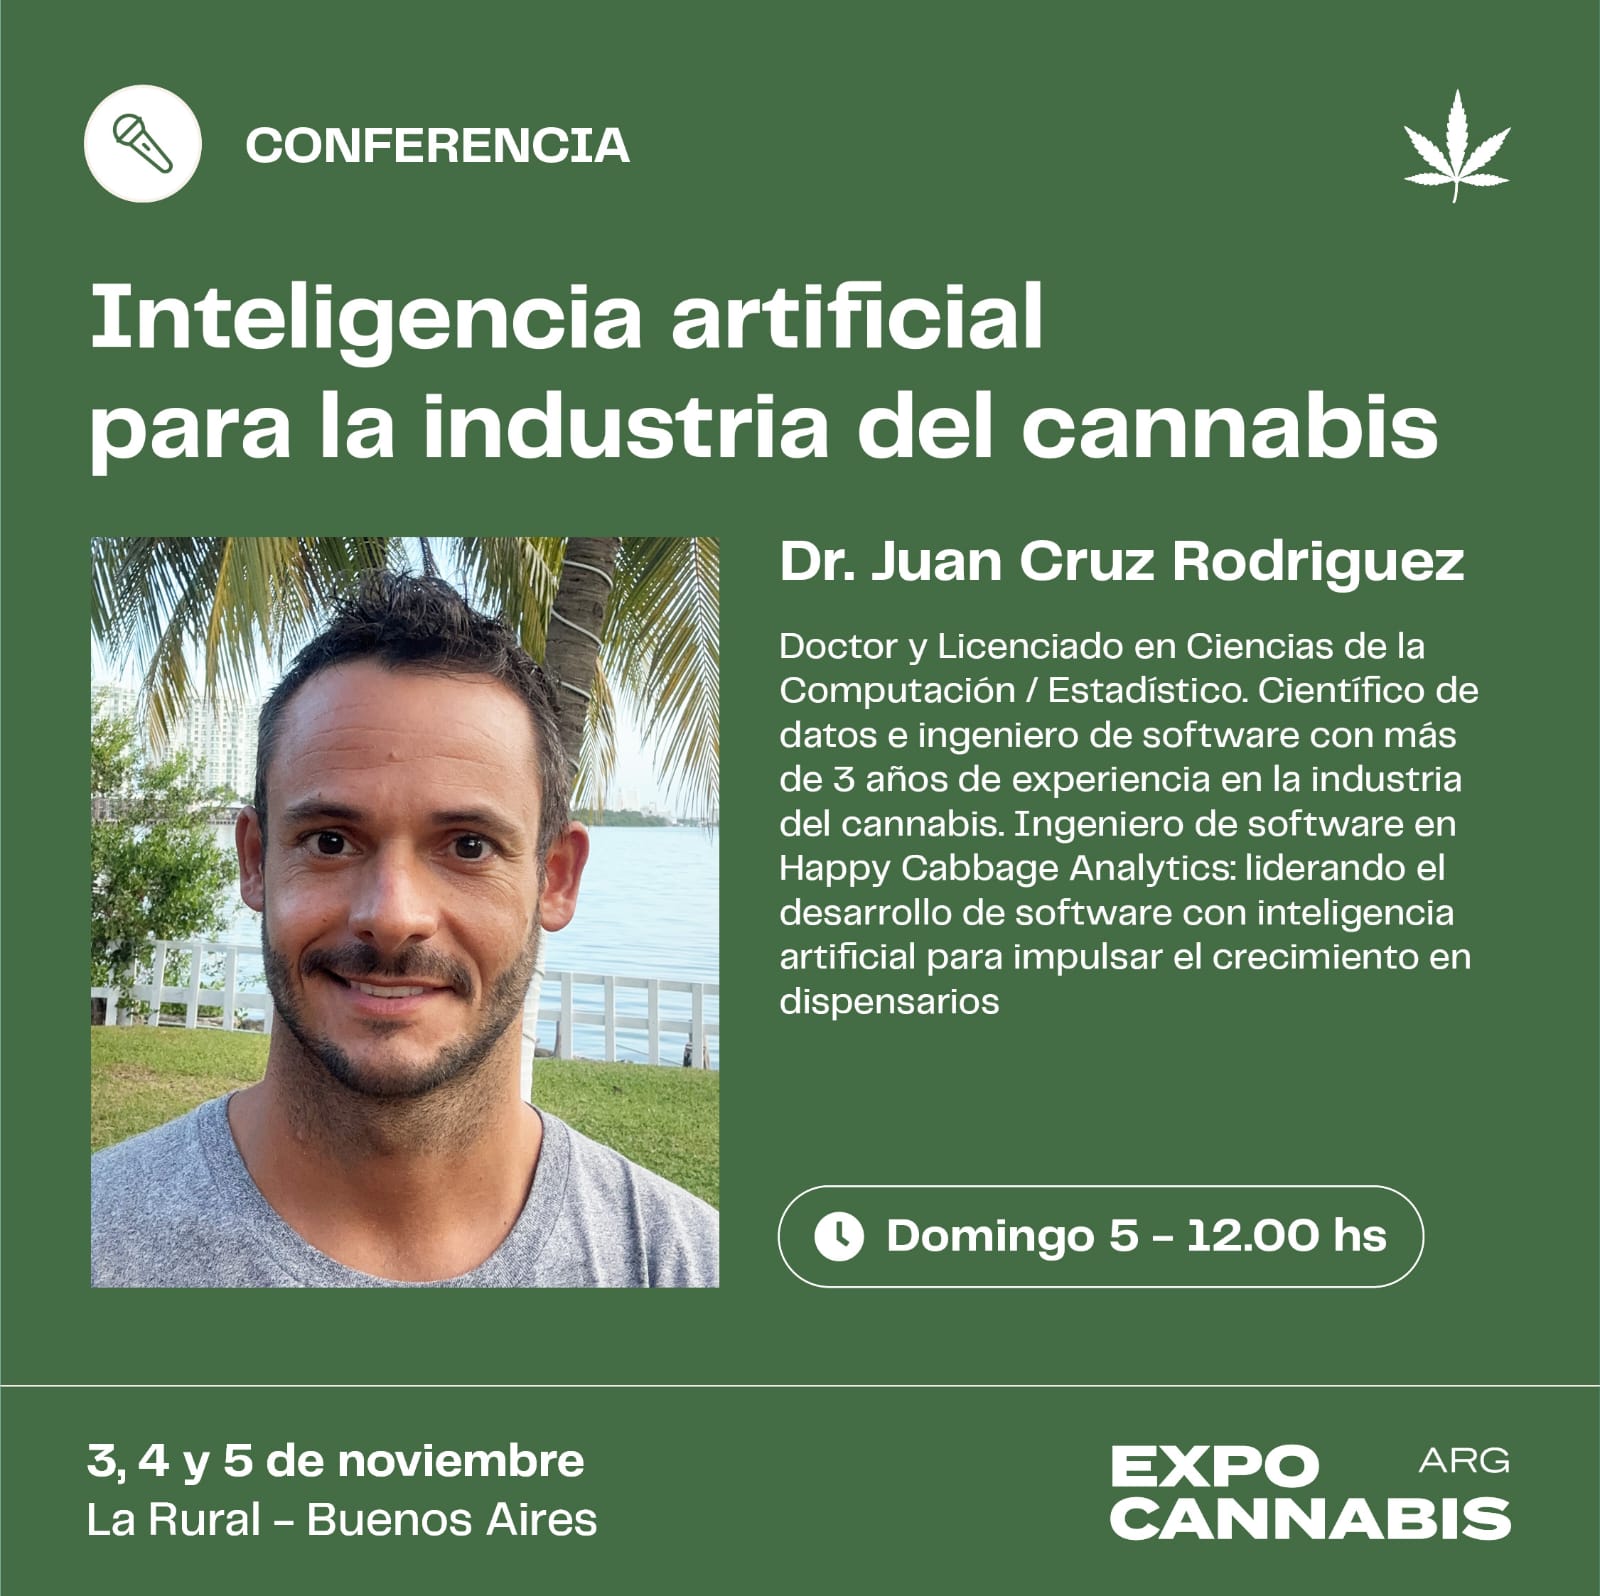 CONFERENCIA
Inteligencia artificial
para la industria del cannabis
Dr. Juan Cruz Rodriguez
Doctor y Licenciado en Ciencias de la
Computación / Estadístico. Científico de
datos e ingeniero de software con más
de 3 años de experiencia en la industria
del cannabis. Ingeniero de software en
Happy Cabbage Analytics: liderando el
desarrollo de software con inteligencia
artificial para impulsar el crecimiento en
dispensarios
Domingo 5 - 12.00 hs
3, 4 y 5 de noviembre
La Rural - Buenos Aires
EXPO ARG
CANNABIS